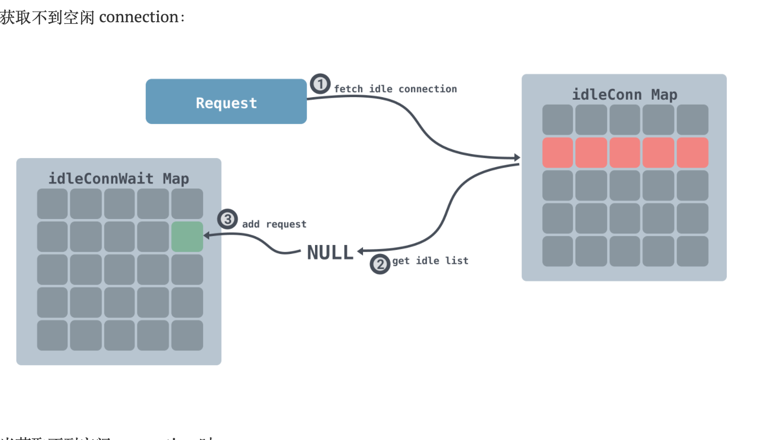 获取不到空闲 connection：
① fetch idle connection
Request
idleConn Map
idleConnWait Map
③ add request
NULL
② get idle list